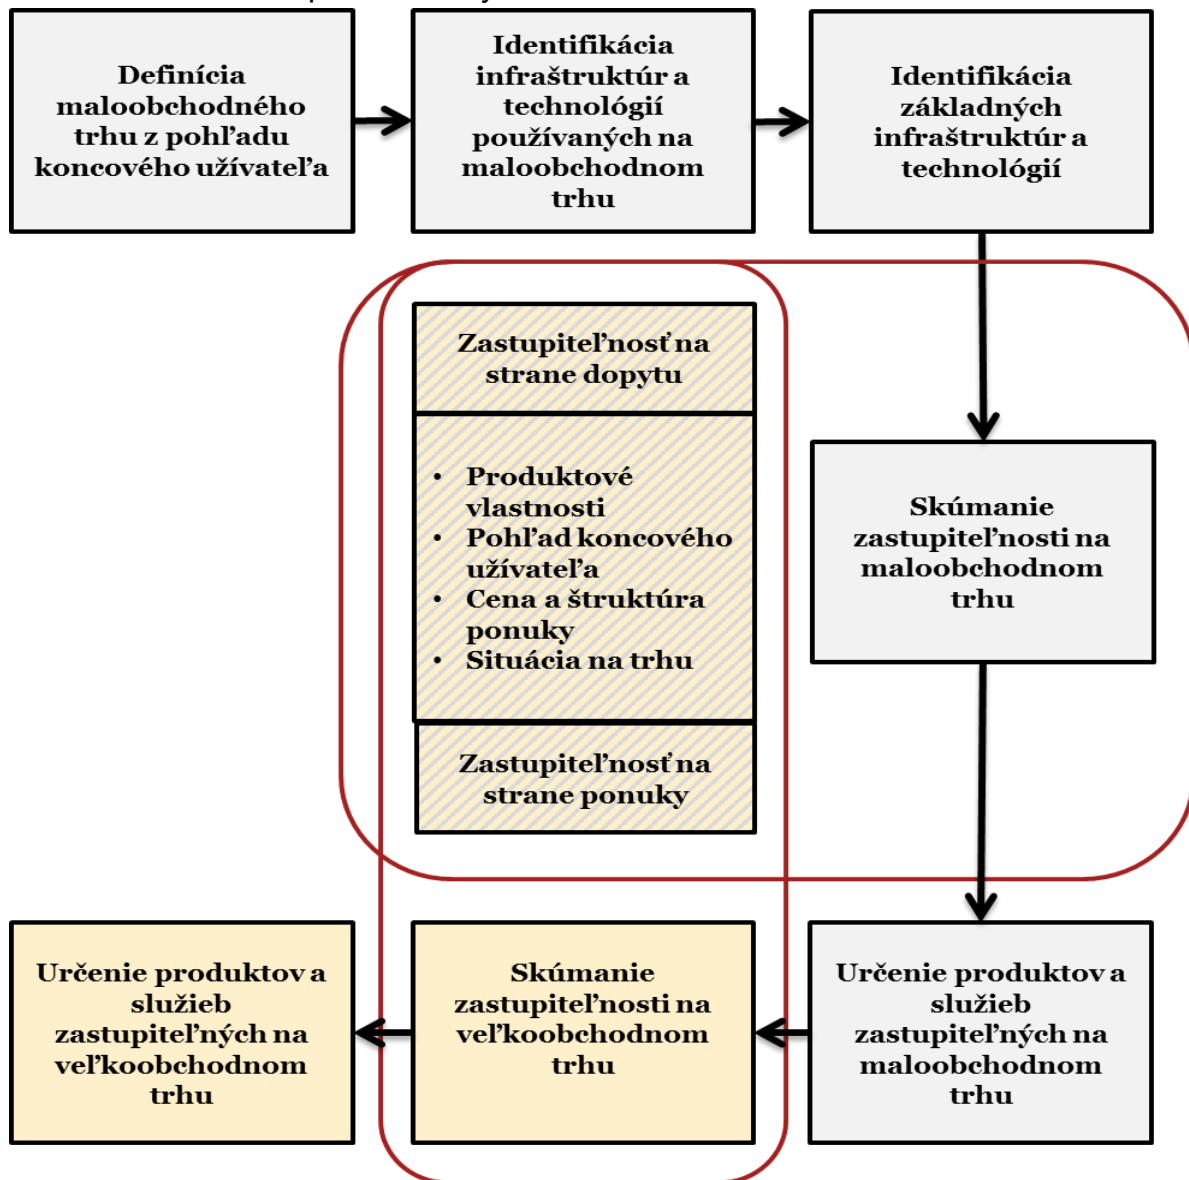 Definícia
maloobchodného
trhu z pohľadu
koncového užívateľa
Identifikácia
infraštruktúr a
technológií
používaných na
maloobchodnom
trhu
Identifikácia
základných
infraštruktúr a
technológií
Zastupiteľnosť na
strane dopytu
• Produktové
vlastnosti
• Pohľad koncového
užívateľa
• Cena a štruktúra
ponuky
• Situácia na trhu
Zastupiteľnosť na
strane ponuky
Skúmanie
zastupiteľnosti na
maloobchodnom
trhu
Určenie produktov a
služieb
zastupiteľných na
veľkoobchodnom
trhu
Skúmanie
zastupiteľnosti na
veľkoobchodnom
trhu
Určenie produktov a
služieb
zastupiteľných na
maloobchodnom
trhu